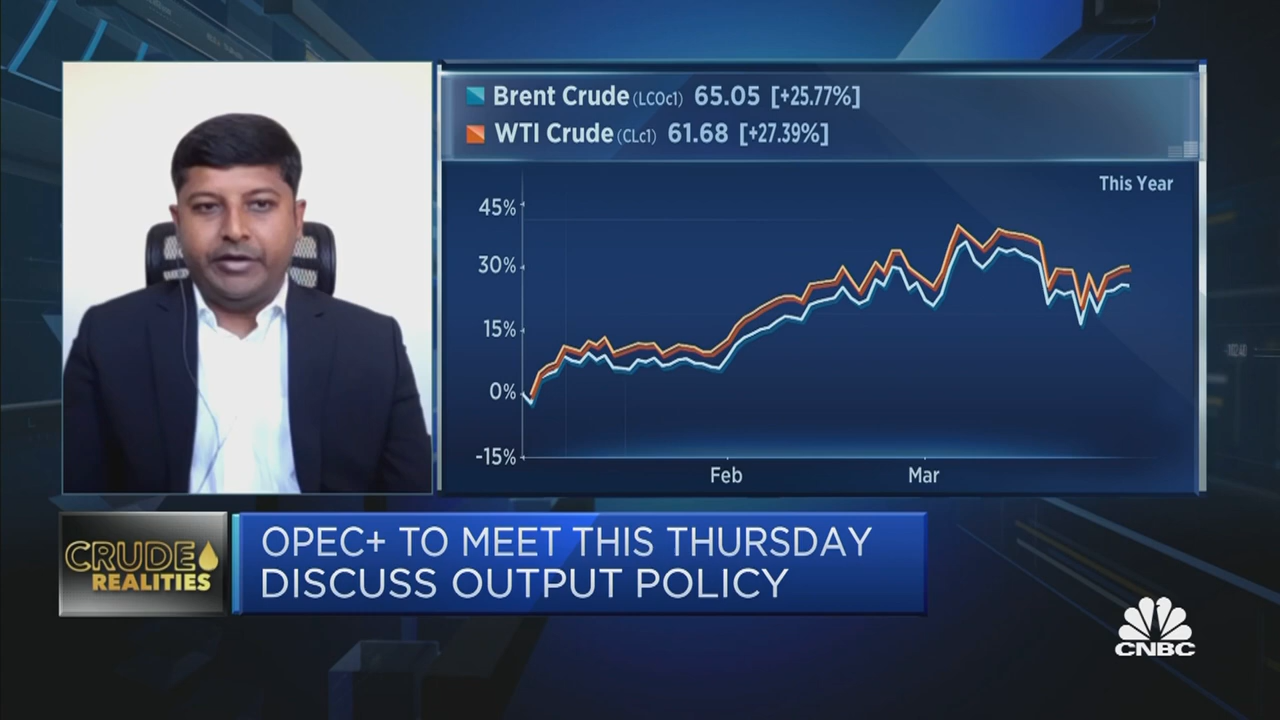 Brent Crude (LCOc1) 65.05 [+25.77%]
WTI Crude (CLc1) 61.68 [+27.39%]
This Year
45%
30%
15%
0%
-15%
Feb Mar
CRUDE
REALITIES
OPEC+ TO MEET THIS THURSDAY
DISCUSS OUTPUT POLICY
CNBC